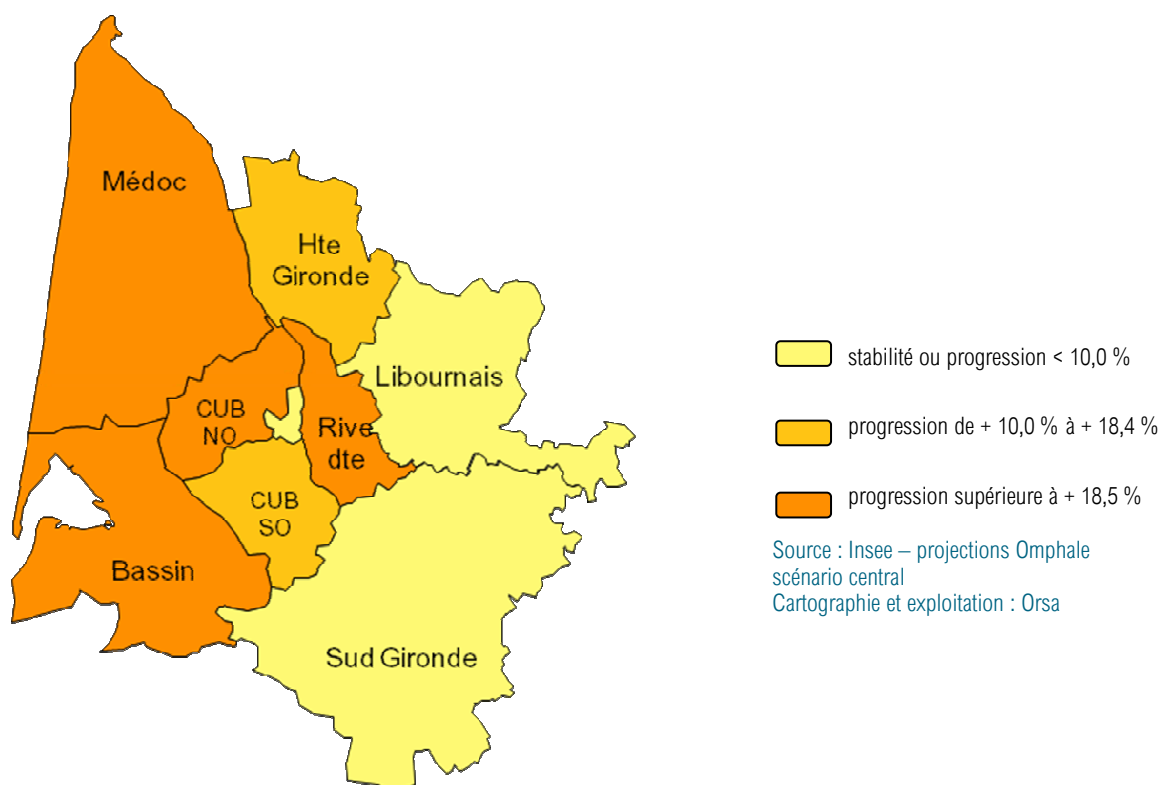 Médoc
Hte
Gironde
Libournais
CUB
NO
Rive
dte
CUB
SO
Bassin
Sud Gironde
stabilité ou progression < 10,0 %
progression de + 10,0 % à + 18,4 %
progression supérieure à + 18,5 %
Source : Insee – projections Omphale
scénario central
Cartographie et exploitation : Orsa